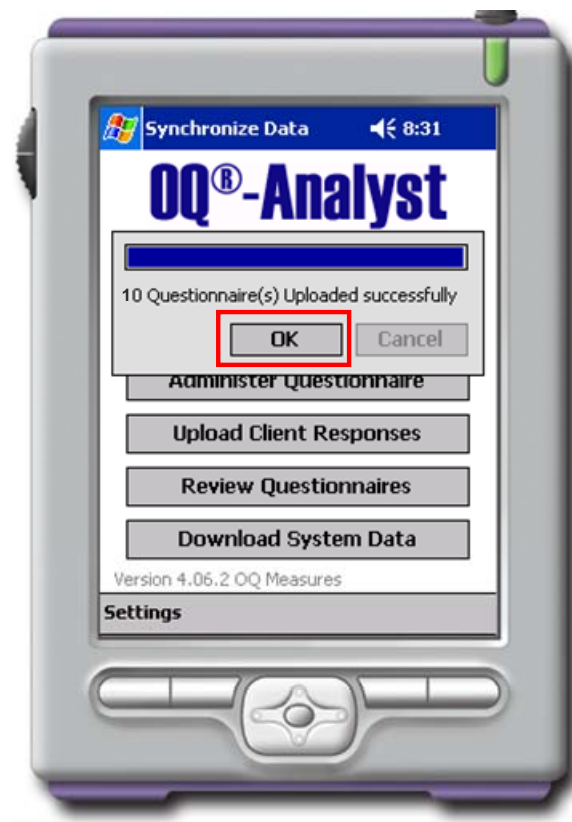 Synchronize Data 8:31
OQ®-Analyst
10 Questionnaire(s) Uploaded successfully
OK Cancel
Administer Questionnaire
Upload Client Responses
Review Questionnaires
Download System Data
Version 4.06.2 OQ Measures
Settings